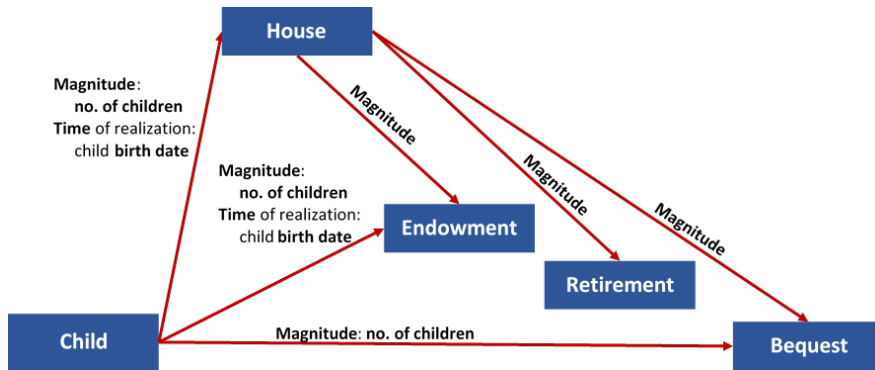 House
Magnitude:
no. of children
Time of realization:
child birth date
Magnitude
Magnitude:
no. of children
Time of realization:
child birth date
Magnitude
Magnitude
Endowment
Retirement
Child
Magnitude: no. of children
Bequest